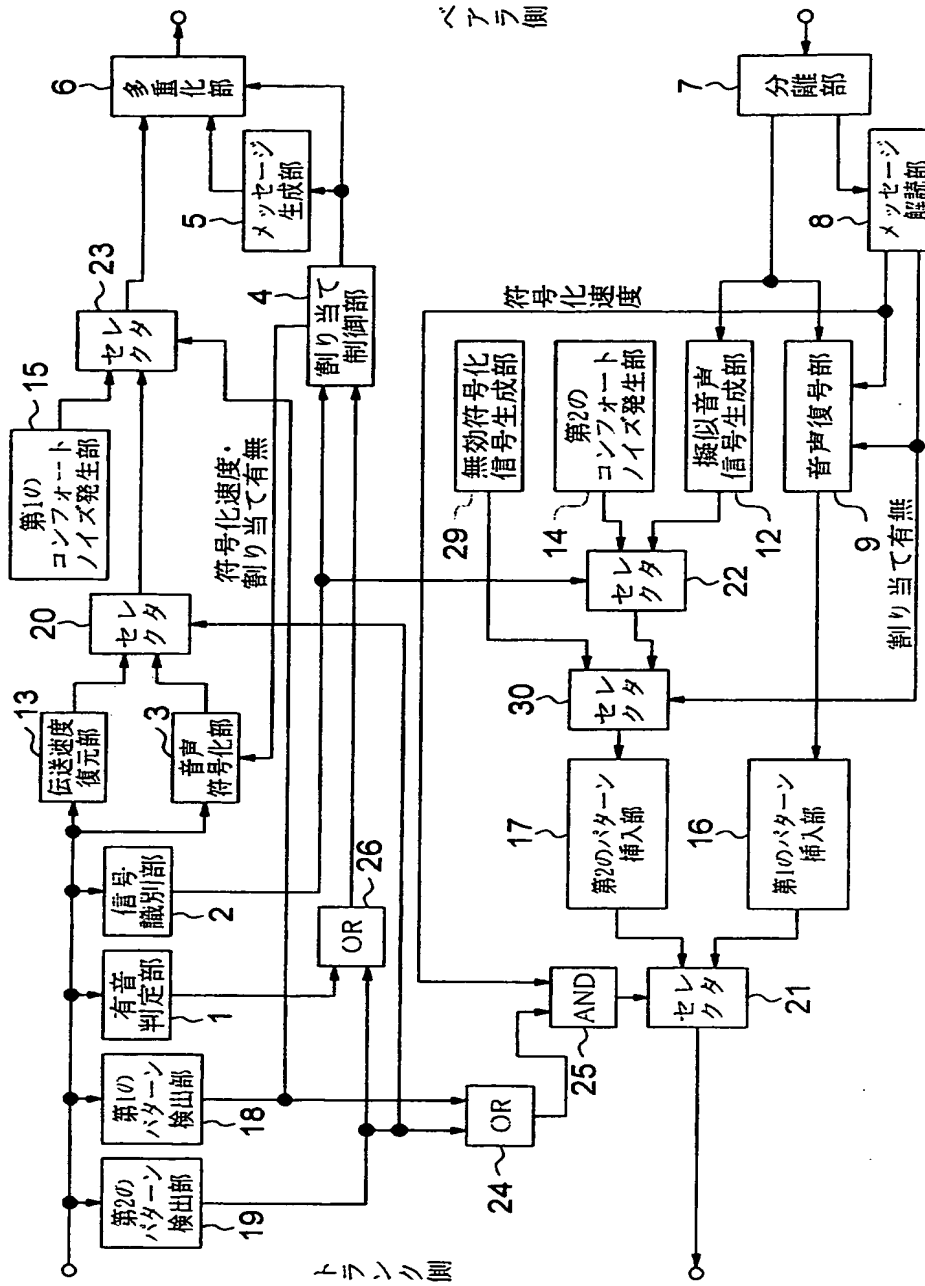 トランク側
ベアラ側
第2の
パターン
検出部
19
第1の
パターン
検出部
18
有音
判定部
1
信号
識別部
2
伝送速度
復元部
13
音声
符号化部
3
セレ
クタ
20
第1の
コンフォート
ノイズ発生部
15
セレ
クタ
23
多重
化部
6
符号化速度・
割り当て有無
OR
26
割り当て
制御部
4
メッセージ
生成部
5
OR
24
AND
25
符号化速度
無効符号化
信号生成部
29
第2の
コンフォート
ノイズ発生部
14
擬似音声
信号生成部
12
音声復号部
9
分離
部
7
メッセージ
解読部
8
セレ
クタ
22
セレ
クタ
30
割り当て有無
第2のパターン
挿入部
17
第1のパターン
挿入部
16
セレ
クタ
21